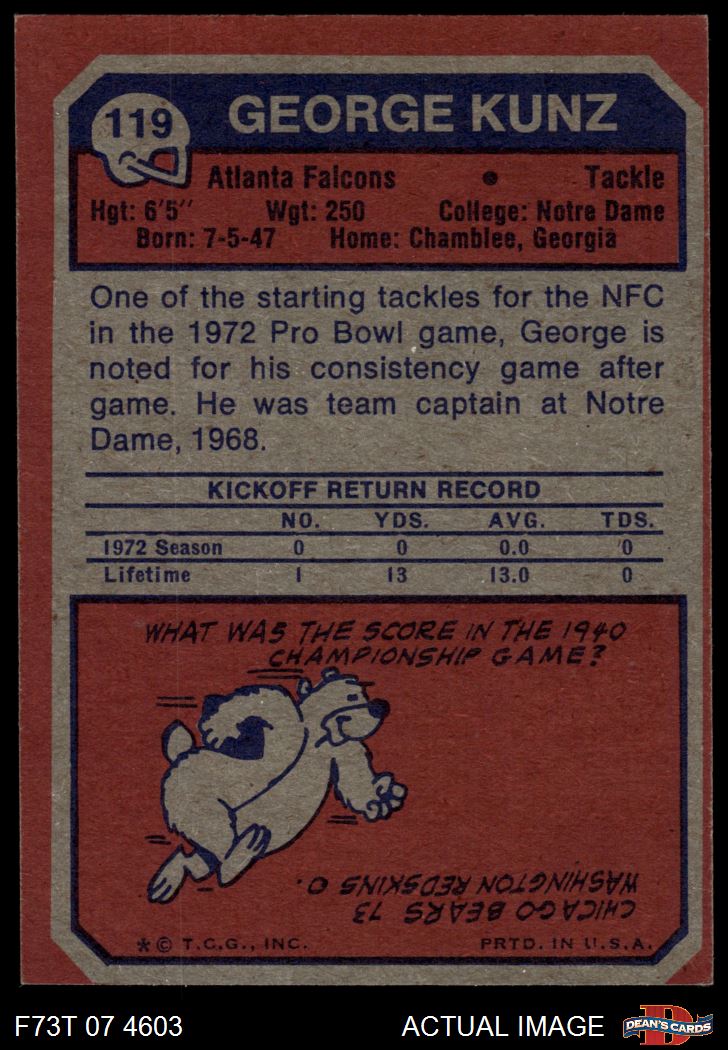 119 GEORGE KUNZ
Atlanta Falcons • Tackle
Hgt: 6'5" Wgt: 250 College: Notre Dame
Born: 7-5-47 Home: Chamblee, Georgia
One of the starting tackles for the NFC
in the 1972 Pro Bowl game, George is
noted for his consistency game after
game. He was team captain at Notre
Dame, 1968.
KICKOFF RETURN RECORD
NO. YDS. AVG. TDS.
1972 Season 0 0 0.0 0
Lifetime 1 13 13.0 0
WHAT WAS THE SCORE IN THE 1940
CHAMPIONSHIP GAME?
CHICAGO BEARS 73
WASHINGTON REDSKINS 0.
* © T.C.G., INC. PRTD. IN U.S.A.
F73T 07 4603 ACTUAL IMAGE D DEAN'S CARDS